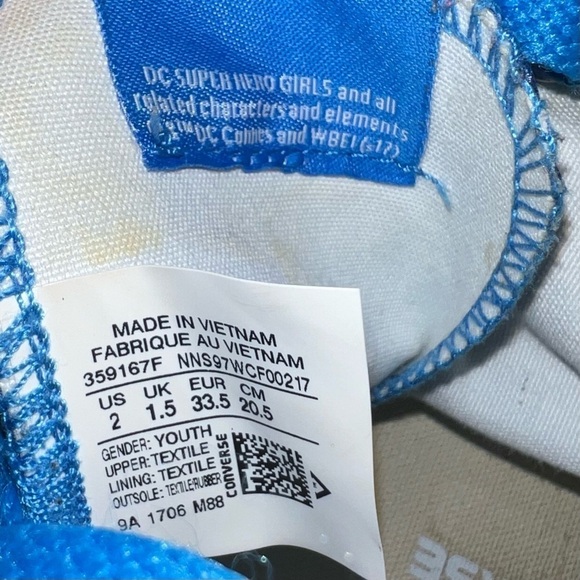 DC SUPER HERO GIRLS and all
related characters and elements
© & ™ DC Comics and WBEI (s17)
MADE IN VIETNAM
FABRIQUE AU VIETNAM
359167F NNS97WCF00217
US UK EUR CM
2 1.5 33.5 20.5
GENDER: YOUTH
UPPER: TEXTILE
LINING: TEXTILE
OUTSOLE: TEXTILE/RUBBER
9A 1706 M88
CONVERSE